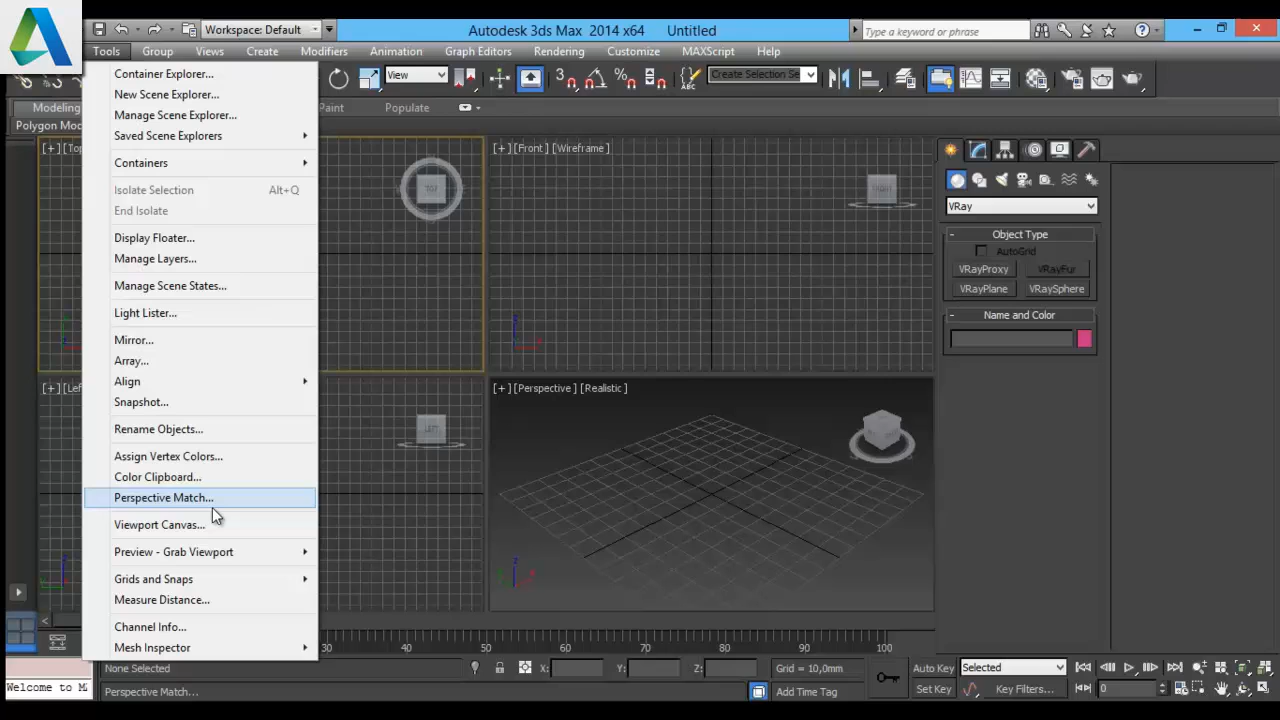 Workspace: Default
Autodesk 3ds Max 2014 x64 Untitled
Type a keyword or phrase
Tools Group Views Create Modifiers Animation Graph Editors Rendering Customize MAXScript Help
View
Create Selection Se
Modeling
Paint
Populate
Polygon Mod
Container Explorer...
New Scene Explorer...
Manage Scene Explorer...
Saved Scene Explorers
Containers
Isolate Selection Alt+Q
End Isolate
Display Floater...
Manage Layers...
Manage Scene States...
Light Lister...
Mirror...
Array...
Align
Snapshot...
Rename Objects...
Assign Vertex Colors...
Color Clipboard...
Perspective Match...
Viewport Canvas...
Preview - Grab Viewport
Grids and Snaps
Measure Distance...
Channel Info...
Mesh Inspector
[+] [Top
TOP
[+] [Front ] [Wireframe ]
FRONT
[+] [Left
LEFT
[+] [Perspective ] [Realistic ]
VRay
Object Type
AutoGrid
VRayProxy VRayFur
VRayPlane VRaySphere
Name and Color
30 40 50 60 70 80 90 100
None Selected
X: Y: Z:
Grid = 10,0mm
Auto Key
Selected
Welcome to M
Perspective Match...
Add Time Tag
Set Key
Key Filters...
0